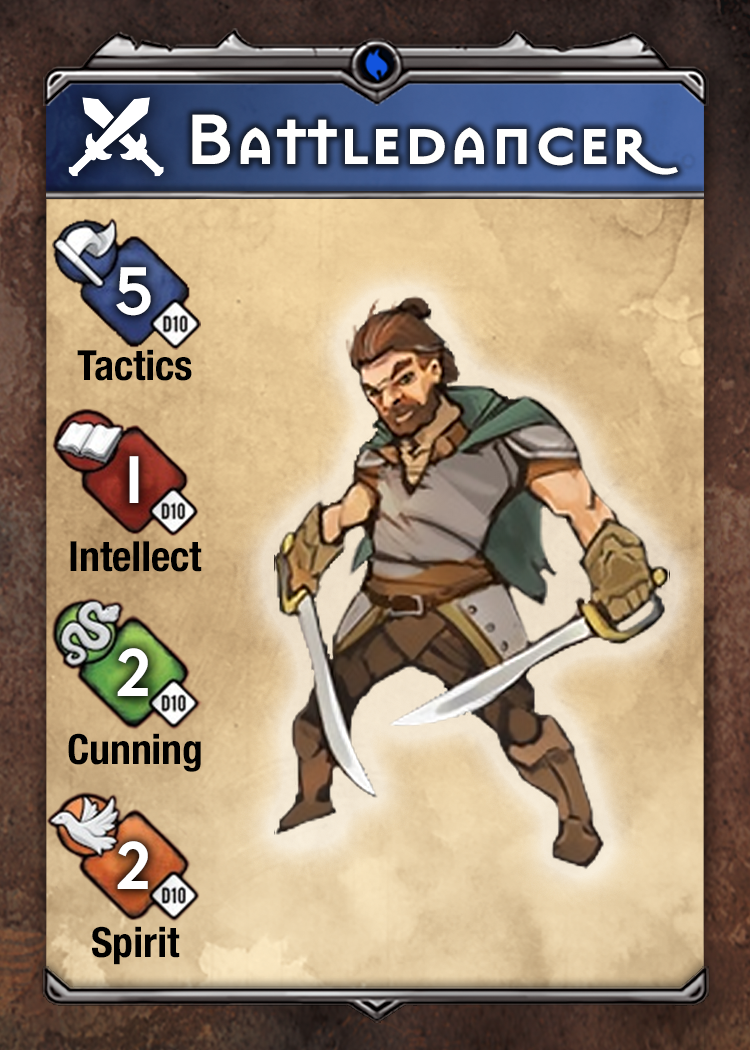 Battledancer
5
D10
Tactics
1
D10
Intellect
2
D10
Cunning
2
D10
Spirit